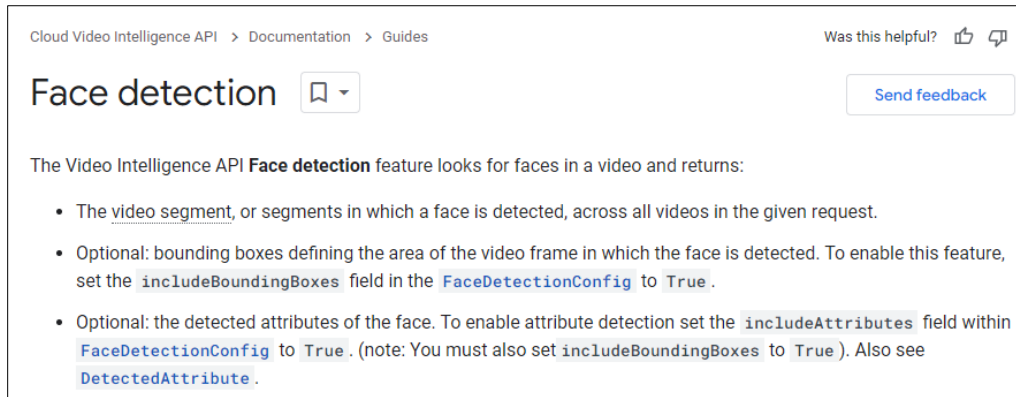 Cloud Video Intelligence API > Documentation > Guides
Was this helpful?
Face detection
Send feedback
The Video Intelligence API Face detection feature looks for faces in a video and returns:
• The video segment, or segments in which a face is detected, across all videos in the given request.
• Optional: bounding boxes defining the area of the video frame in which the face is detected. To enable this feature,
set the includeBoundingBoxes field in the FaceDetectionConfig to True.
• Optional: the detected attributes of the face. To enable attribute detection set the includeAttributes field within
FaceDetectionConfig to True. (note: You must also set includeBoundingBoxes to True). Also see
DetectedAttribute.